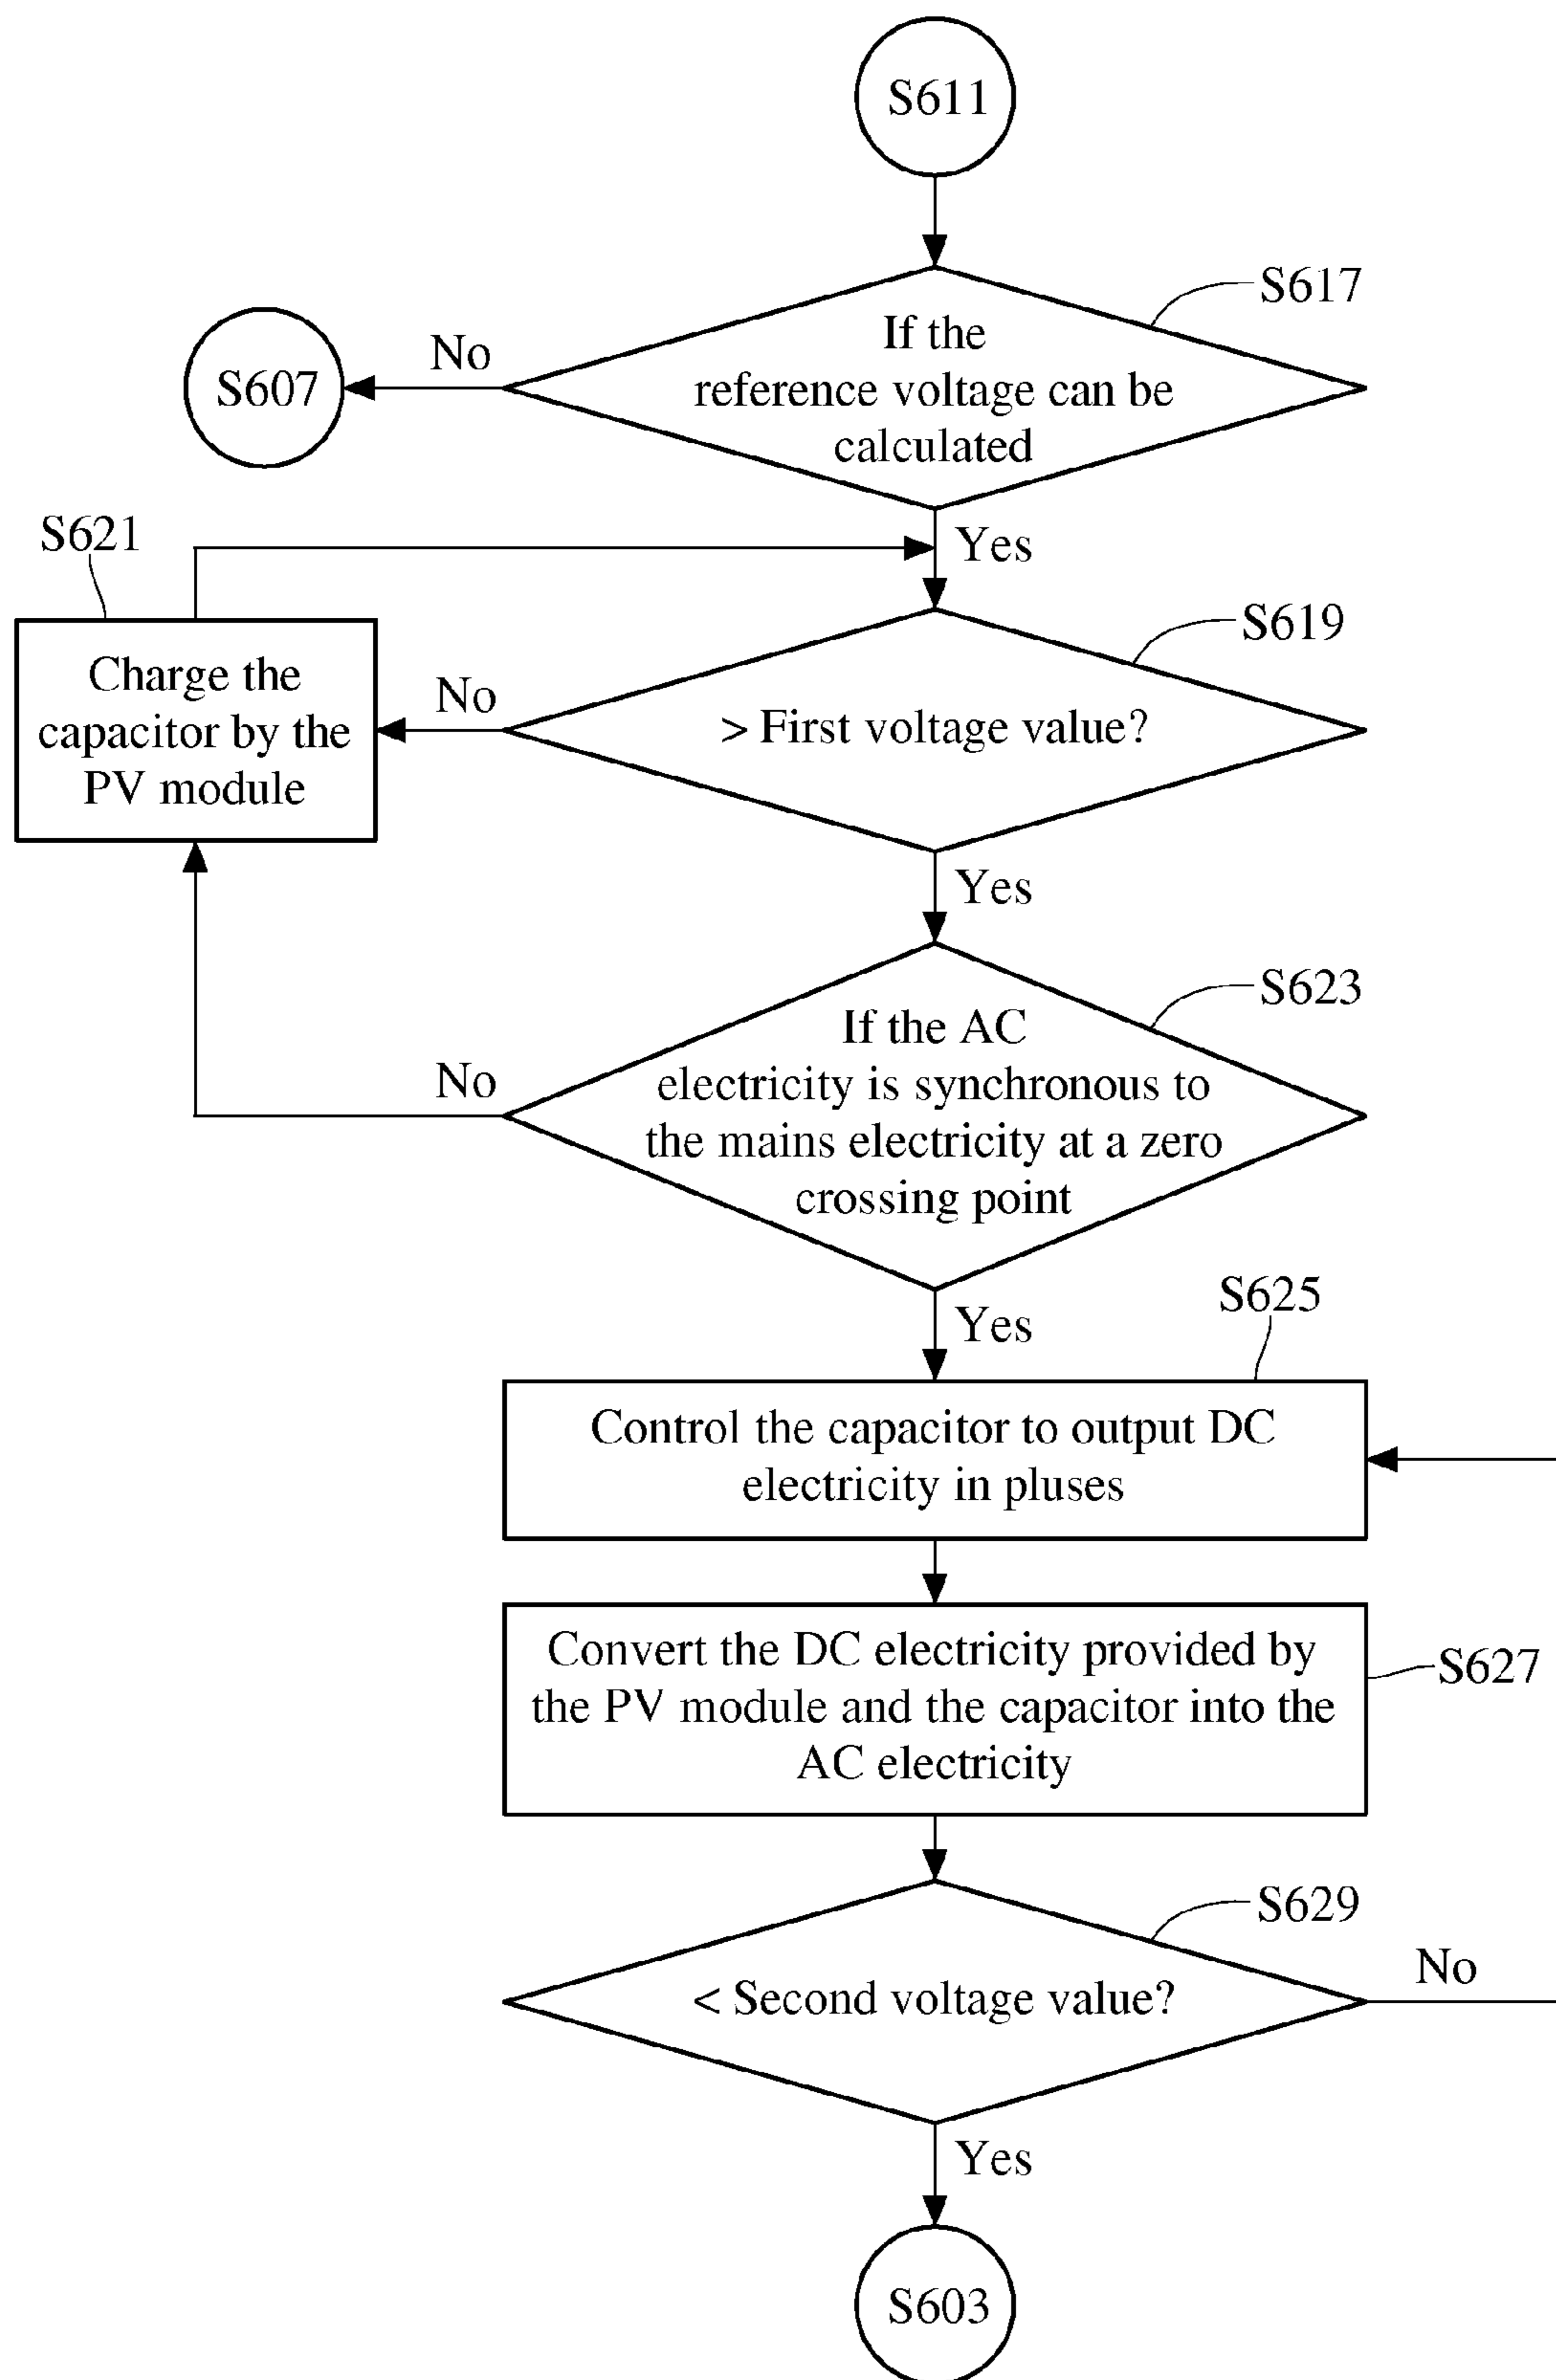 S611
S617
If the
reference voltage can be
calculated
No
S607
Yes
S621
Charge the
capacitor by the
PV module
S619
> First voltage value?
No
Yes
S623
If the AC
electricity is synchronous to
the mains electricity at a zero
crossing point
No
Yes
S625
Control the capacitor to output DC
electricity in pluses
Convert the DC electricity provided by
the PV module and the capacitor into the
AC electricity
S627
S629
< Second voltage value?
No
Yes
S603